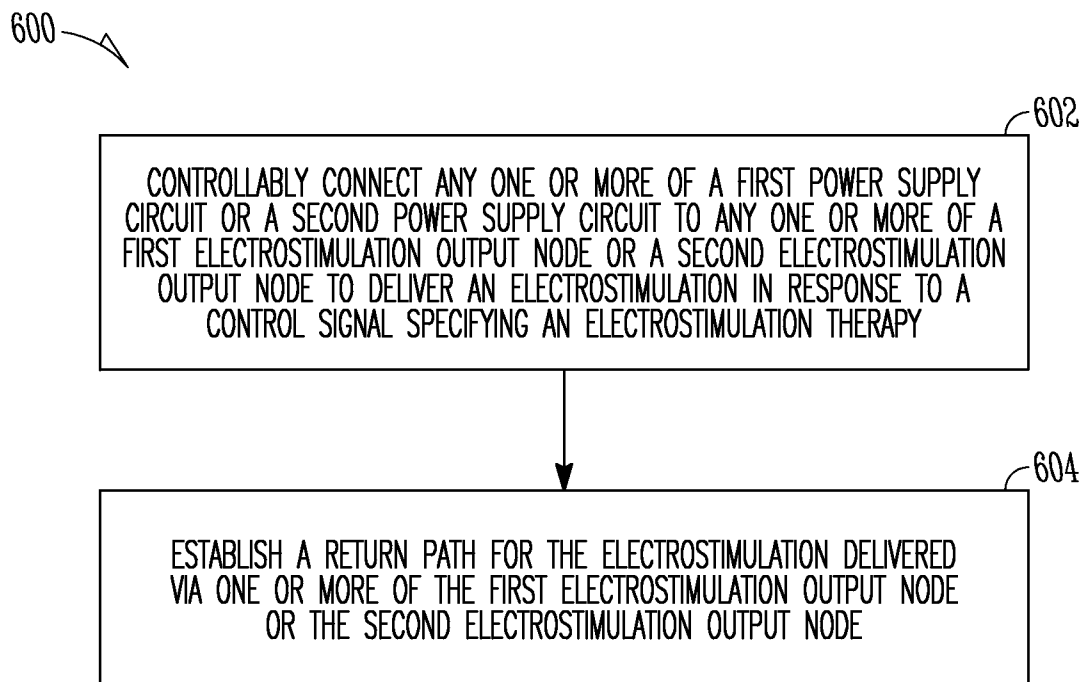 600
602
CONTROLLABLY CONNECT ANY ONE OR MORE OF A FIRST POWER SUPPLY
CIRCUIT OR A SECOND POWER SUPPLY CIRCUIT TO ANY ONE OR MORE OF A
FIRST ELECTROSTIMULATION OUTPUT NODE OR A SECOND ELECTROSTIMULATION
OUTPUT NODE TO DELIVER AN ELECTROSTIMULATION IN RESPONSE TO A
CONTROL SIGNAL SPECIFYING AN ELECTROSTIMULATION THERAPY
604
ESTABLISH A RETURN PATH FOR THE ELECTROSTIMULATION DELIVERED
VIA ONE OR MORE OF THE FIRST ELECTROSTIMULATION OUTPUT NODE
OR THE SECOND ELECTROSTIMULATION OUTPUT NODE